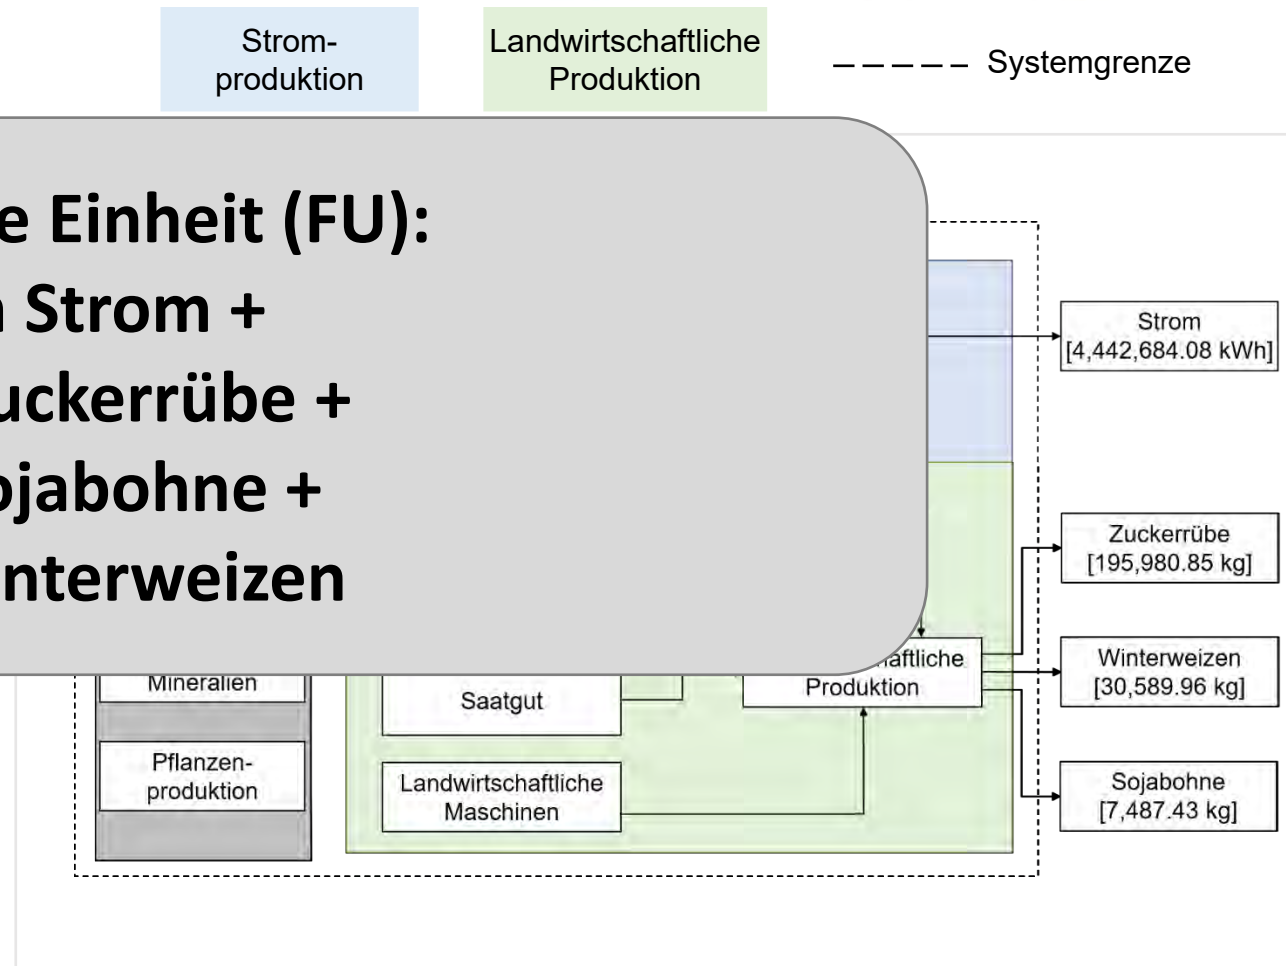 Strom-
produktion
Landwirtschaftliche
Produktion
Systemgrenze
e Einheit (FU):
Strom +
uckerrübe +
ojabohne +
nterweizen
Strom
[4,442,684.08 kWh]
Zuckerrübe
[195,980.85 kg]
Winterweizen
[30,589.96 kg]
Sojabohne
[7,487.43 kg]
aftliche
Produktion
Mineralien
Saatgut
Pflanzen-
produktion
Landwirtschaftliche
Maschinen